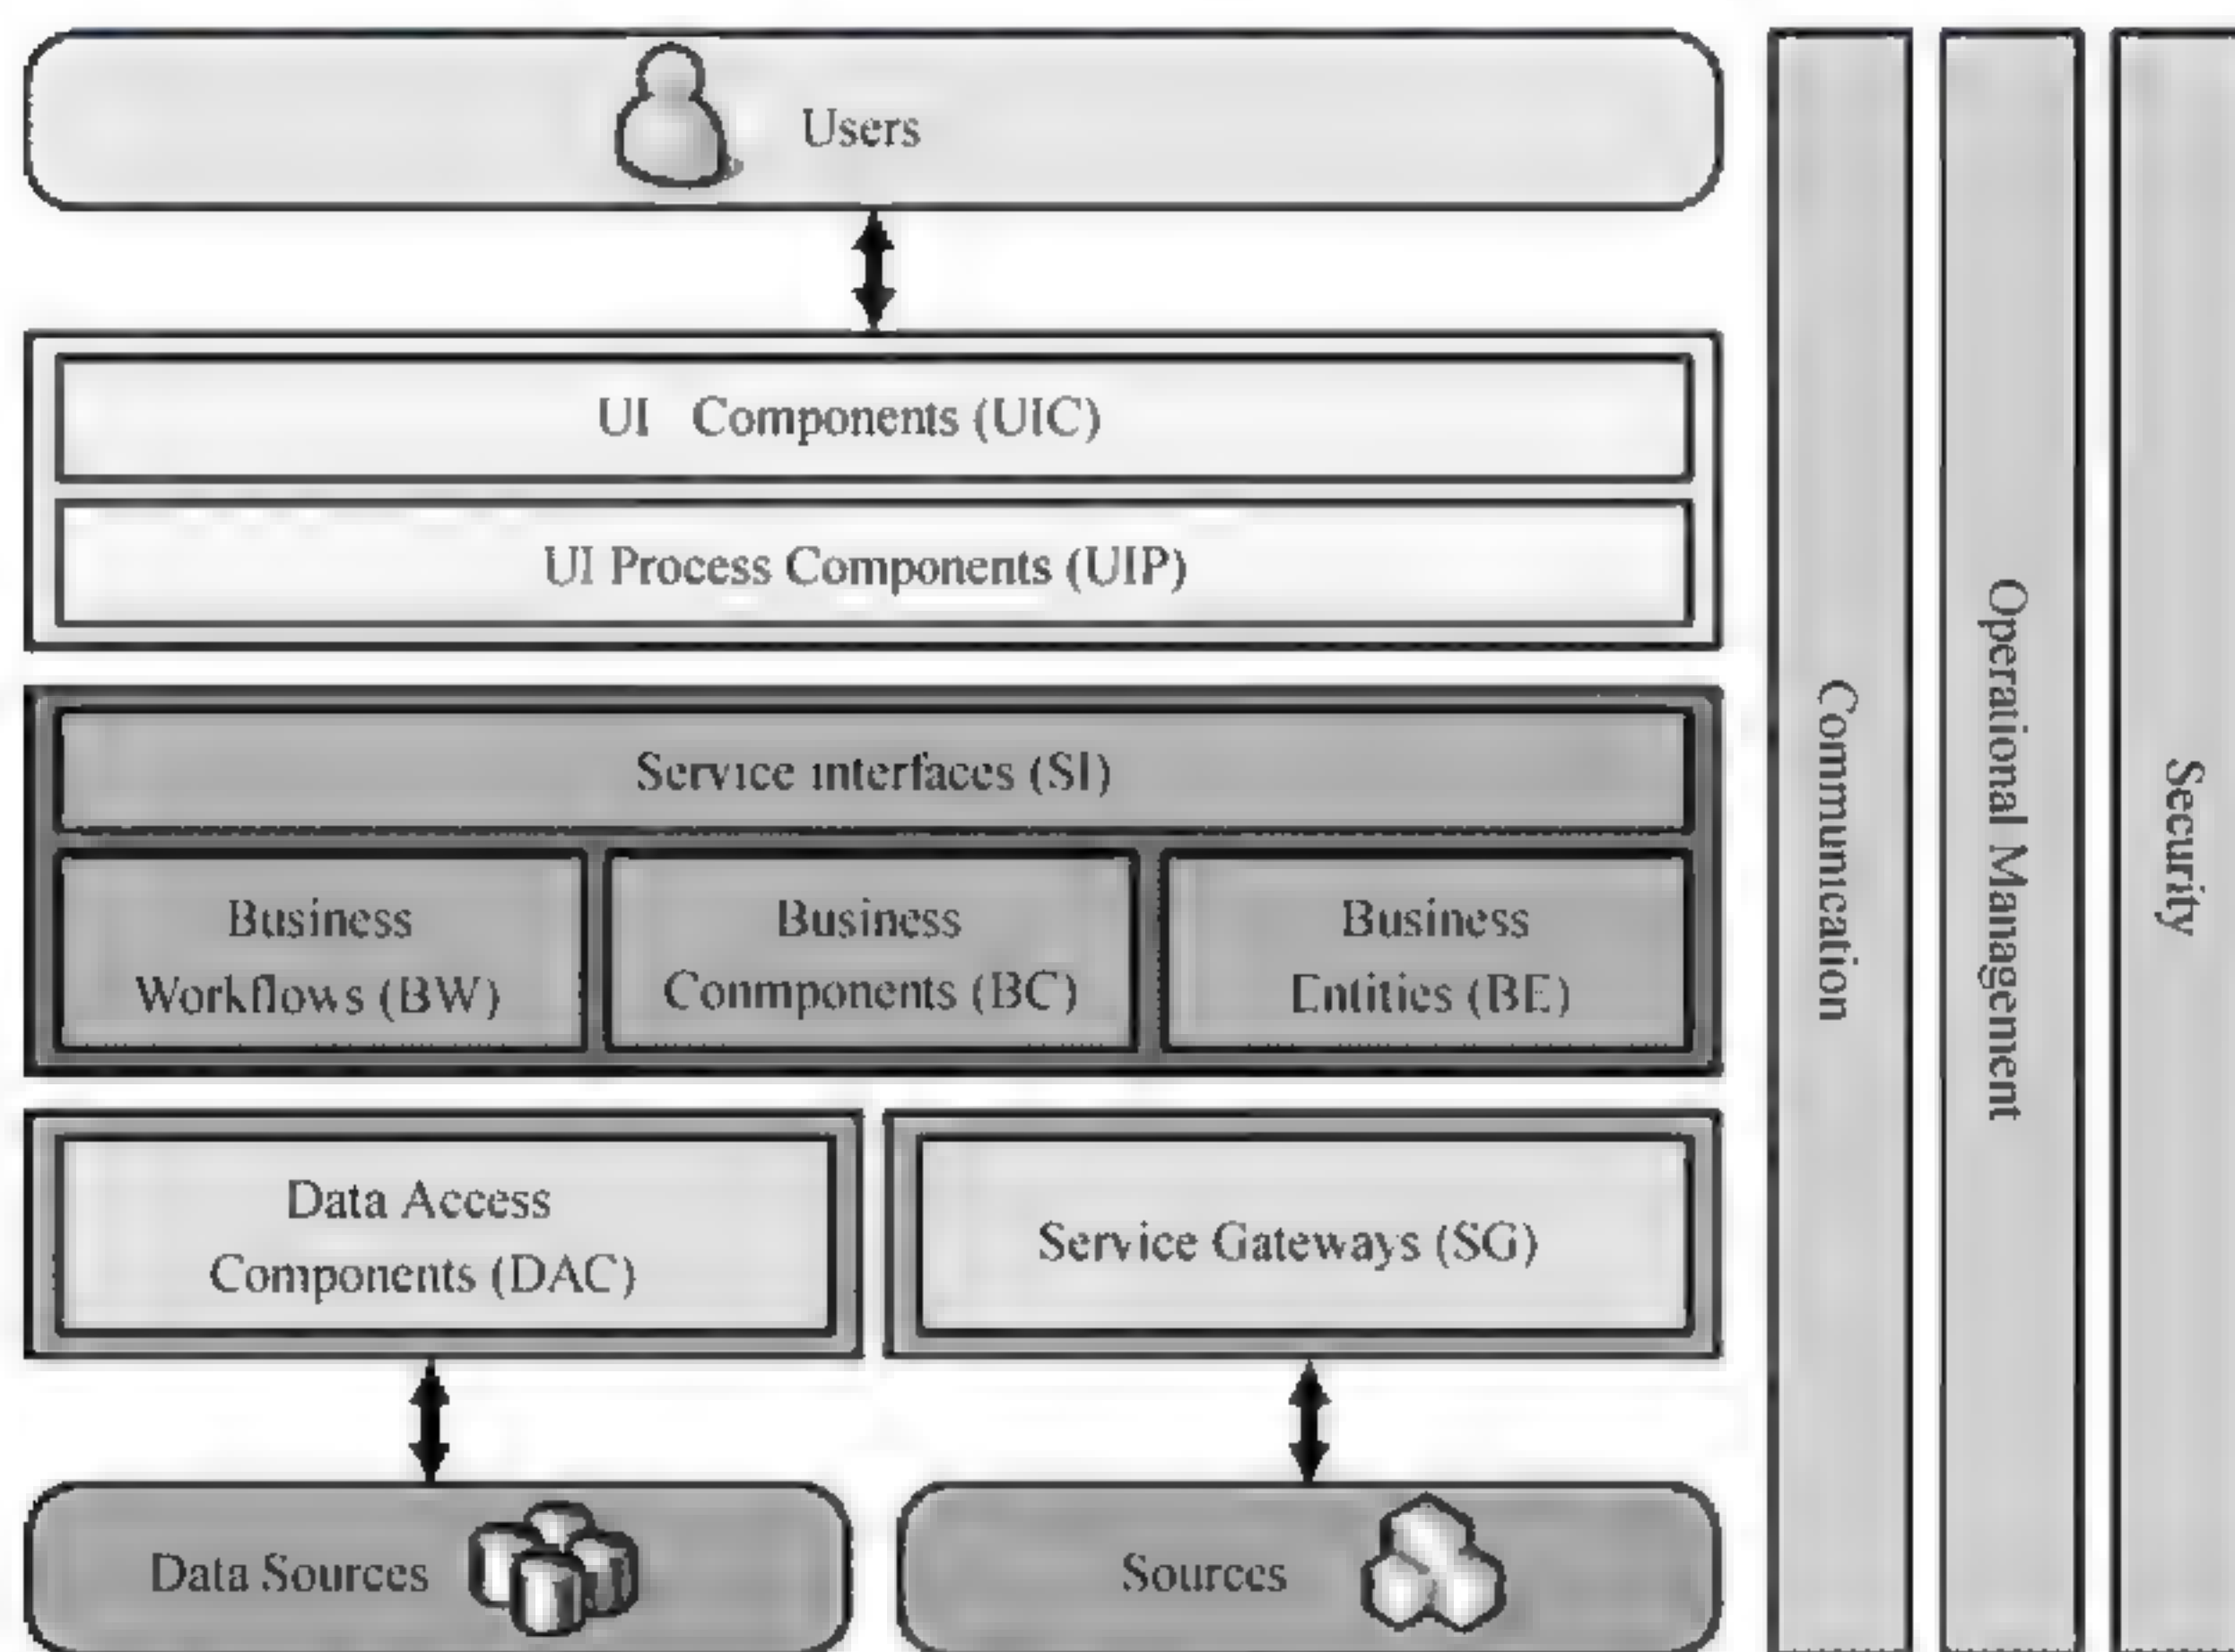 Users
UI Components (UIC)
UI Process Components (UIP)
Service interfaces (SI)
Business
Workflows (BW)
Business
Conmponents (BC)
Business
Entities (BE)
Data Access
Components (DAC)
Service Gateways (SG)
Data Sources
Sources
Communication
Operational Management
Security